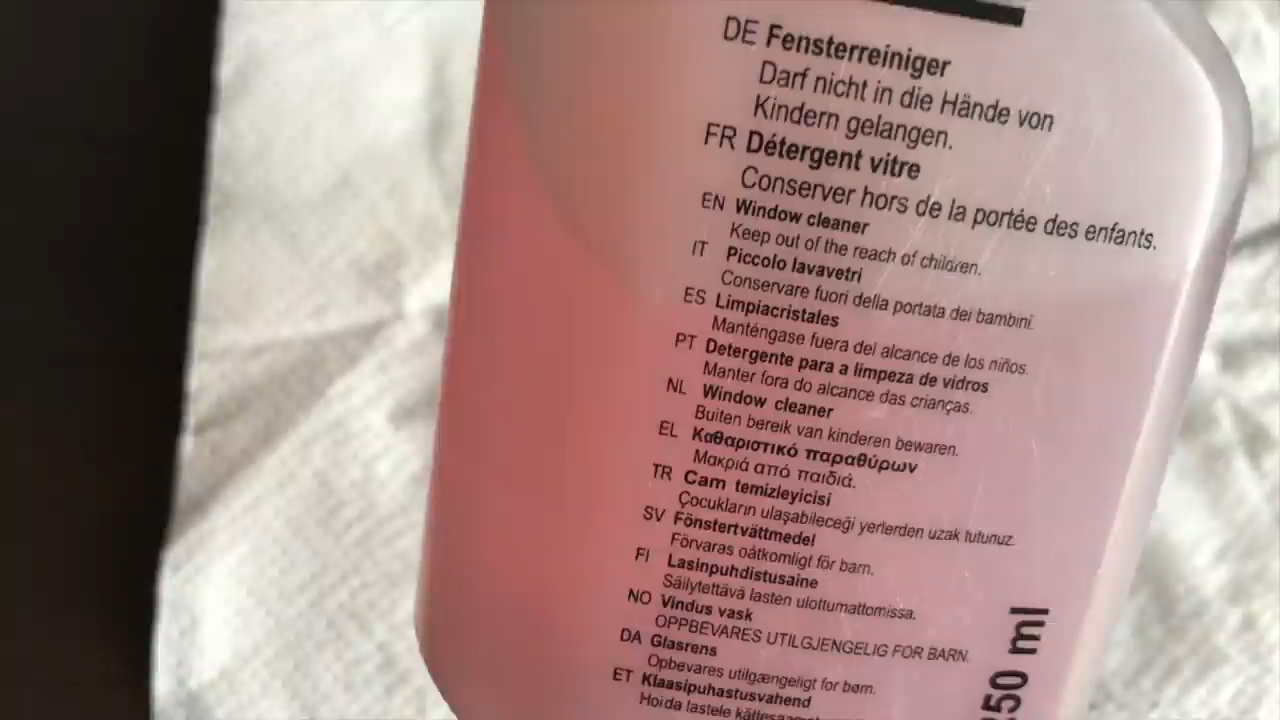 DE Fensterreiniger
Darf nicht in die Hände von
Kindern gelangen.
FR Détergent vitre
Conserver hors de la portée des enfants.
EN Window cleaner
Keep out of the reach of children.
IT Piccolo lavavetri
Conservare fuori della portata dei bambini.
ES Limpiacristales
Manténgase fuera del alcance de los niños.
PT Detergente para a limpeza de vidros
Manter fora do alcance das crianças.
NL Window cleaner
Buiten bereik van kinderen bewaren.
EL Καθαριστικό παραθύρων
Μακριά από παιδιά.
TR Cam temizleyicisi
Çocukların ulaşabileceği yerlerden uzak tutunuz.
SV Fönstertvättmedel
Förvaras oåtkomligt för barn.
FI Lasinpuhdistusaine
Säilytettävä lasten ulottumattomissa.
NO Vindus vask
OPPBEVARES UTILGJENGELIG FOR BARN.
DA Glasrens
Opbevares utilgængeligt for børn.
ET Klaasipuhastusvahend
Hoida lastele
ml